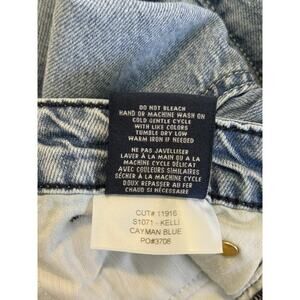 DO NOT BLEACH
HAND OR MACHINE WASH ON
COLD GENTLE CYCLE
WITH LIKE COLORS
TUMBLE DRY LOW
WARM IRON IF NEEDED
NE PAS JAVELLISER
LAVER À LA MAIN OU A LA
MACHINE CYCLE DÉLICAT
AVEC COULEURS SIMILAIRES
SÉCHER À LA MACHINE CYCLE
DOUX REPASSER AU FER
CHAUD SI NÉCESSAIRE
CUT# 11916
S1071 - KELLI
CAYMAN BLUE
PO#3708